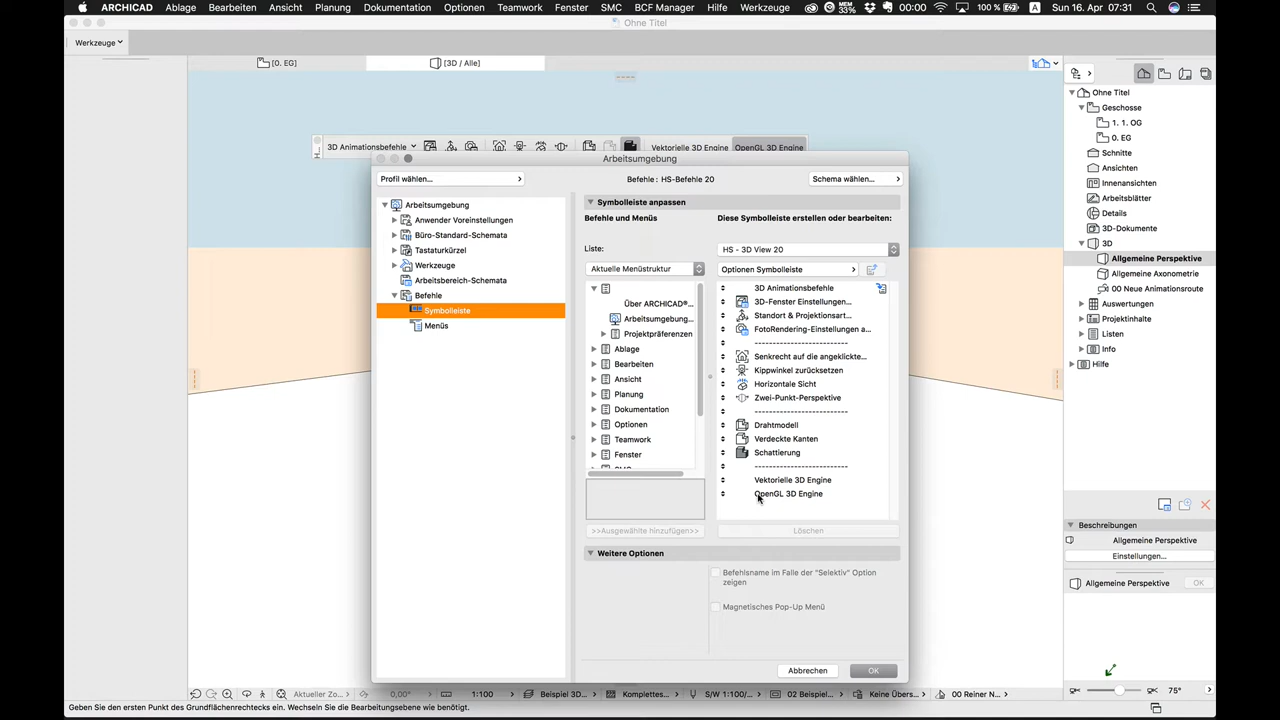 ARCHICAD Ablage Bearbeiten Ansicht Planung Dokumentation Optionen Teamwork Fenster SMC BCF Manager Hilfe Werkzeuge MEM 33% 00:00 100 % A Sun 16. Apr 07:31
Ohne Titel
Werkzeuge
[0. EG] [3D / Alle]
3D Animationsbefehle Vektorielle 3D Engine OpenGL 3D Engine
Arbeitsumgebung
Profil wählen... Befehle : HS-Befehle 20 Schema wählen...
Arbeitsumgebung
Anwender Voreinstellungen
Büro-Standard-Schemata
Tastaturkürzel
Werkzeuge
Arbeitsbereich-Schemata
Befehle
Symbolleiste
Menüs
Symbolleiste anpassen
Befehle und Menüs Diese Symbolleiste erstellen oder bearbeiten:
Liste: HS - 3D View 20
Aktuelle Menüstruktur Optionen Symbolleiste
Über ARCHICAD®...
Arbeitsumgebung...
Projektpräferenzen
Ablage
Bearbeiten
Ansicht
Planung
Dokumentation
Optionen
Teamwork
Fenster
3D Animationsbefehle
3D-Fenster Einstellungen...
Standort & Projektionsart...
FotoRendering-Einstellungen a...
------------------------
Senkrecht auf die angeklickte...
Kippwinkel zurücksetzen
Horizontale Sicht
Zwei-Punkt-Perspektive
------------------------
Drahtmodell
Verdeckte Kanten
Schattierung
------------------------
Vektorielle 3D Engine
OpenGL 3D Engine
>>Ausgewählte hinzufügen>> Löschen
Weitere Optionen
Befehlsname im Falle der "Selektiv" Option
zeigen
Magnetisches Pop-Up Menü
Abbrechen OK
Ohne Titel
Geschosse
1. 1. OG
0. EG
Schnitte
Ansichten
Innenansichten
Arbeitsblätter
Details
3D-Dokumente
3D
Allgemeine Perspektive
Allgemeine Axonometrie
00 Neue Animationsroute
Auswertungen
Projektinhalte
Listen
Info
Hilfe
Beschreibungen
Allgemeine Perspektive
Einstellungen...
Allgemeine Perspektive OK
75°
Aktueller Zo... 0,00° 1:100 Beispiel 3D... Komplettes... S/W 1:100/... 02 Beispiel... Keine Übers... 00 Reiner N...
Geben Sie den ersten Punkt des Grundflächenrechtecks ein. Wechseln Sie die Bearbeitungsebene wie benötigt.